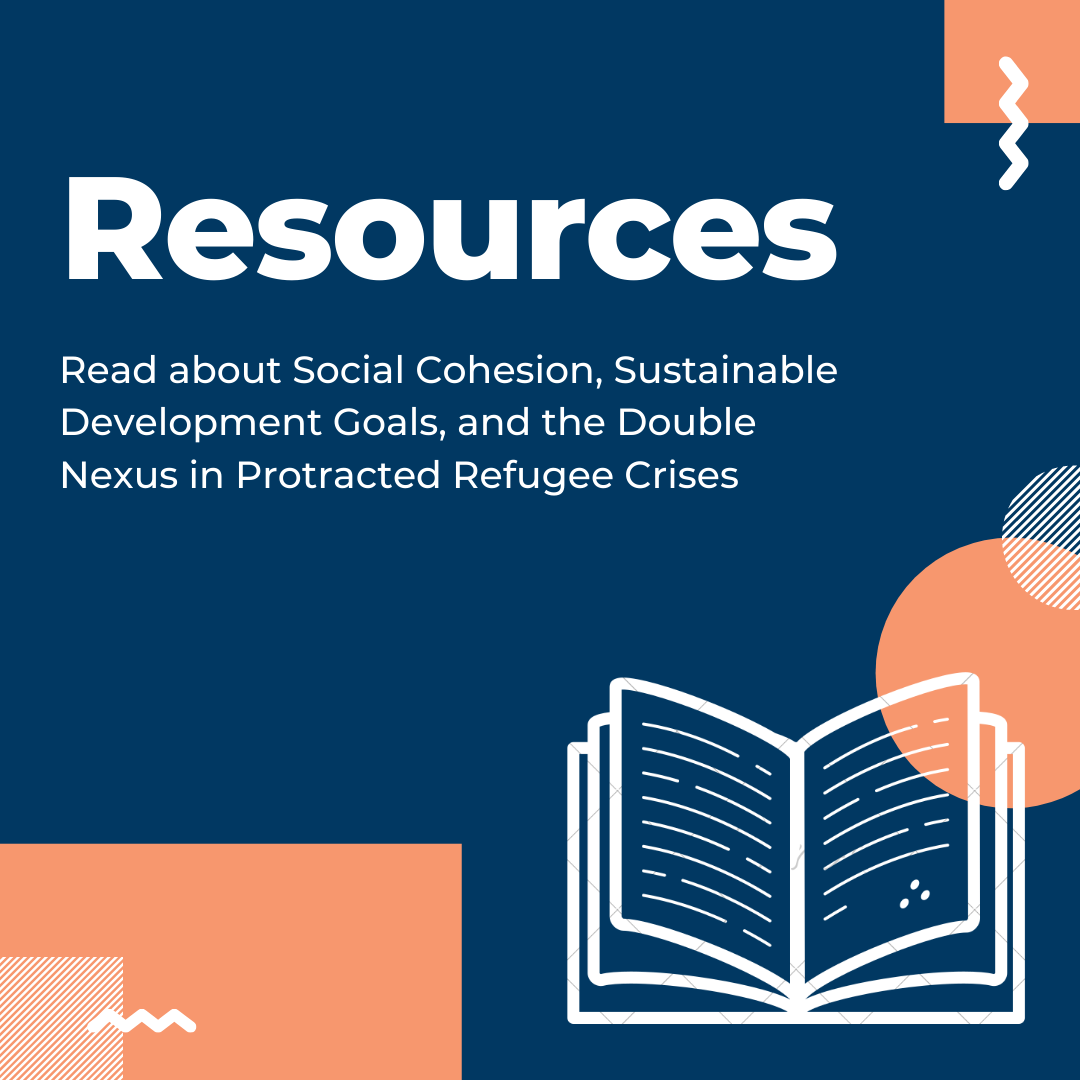 Resources
Read about Social Cohesion, Sustainable
Development Goals, and the Double
Nexus in Protracted Refugee Crises